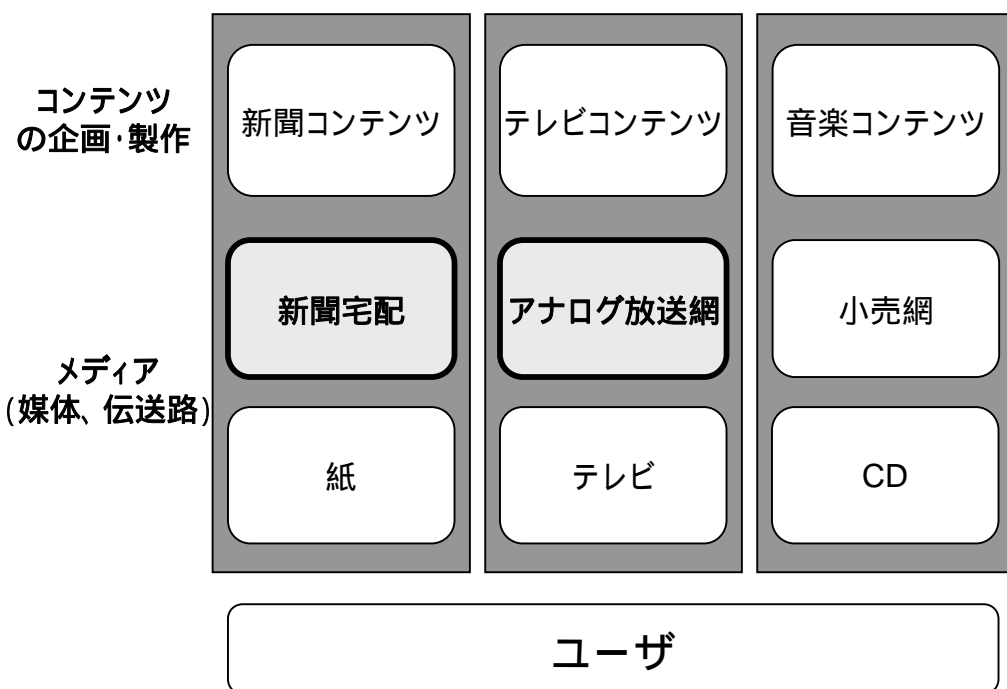 コンテンツ
の企画・製作
新聞コンテンツ
テレビコンテンツ
音楽コンテンツ
新聞宅配
アナログ放送網
小売網
メディア
(媒体、伝送路)
紙
テレビ
CD
ユーザ